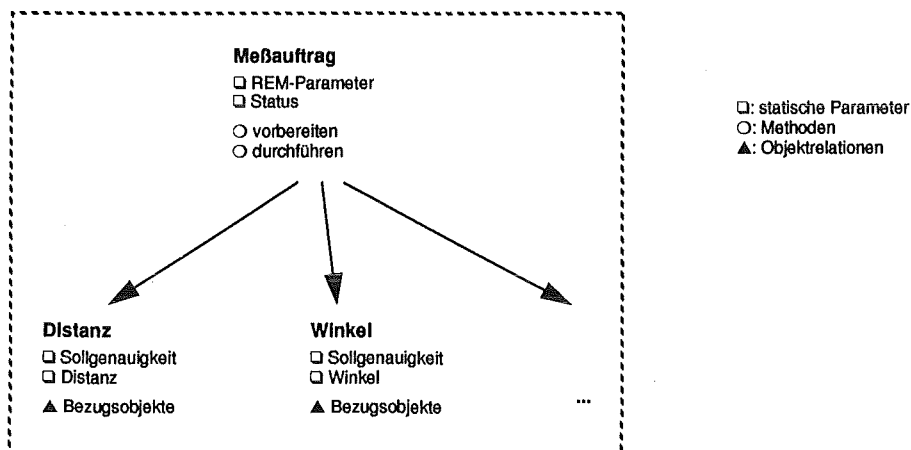 Meßauftrag
❑ REM-Parameter
❑ Status
○ vorbereiten
○ durchführen
❑: statische Parameter
○: Methoden
▲: Objektrelationen
Distanz
❑ Sollgenauigkeit
❑ Distanz
▲ Bezugsobjekte
Winkel
❑ Sollgenauigkeit
❑ Winkel
▲ Bezugsobjekte
...